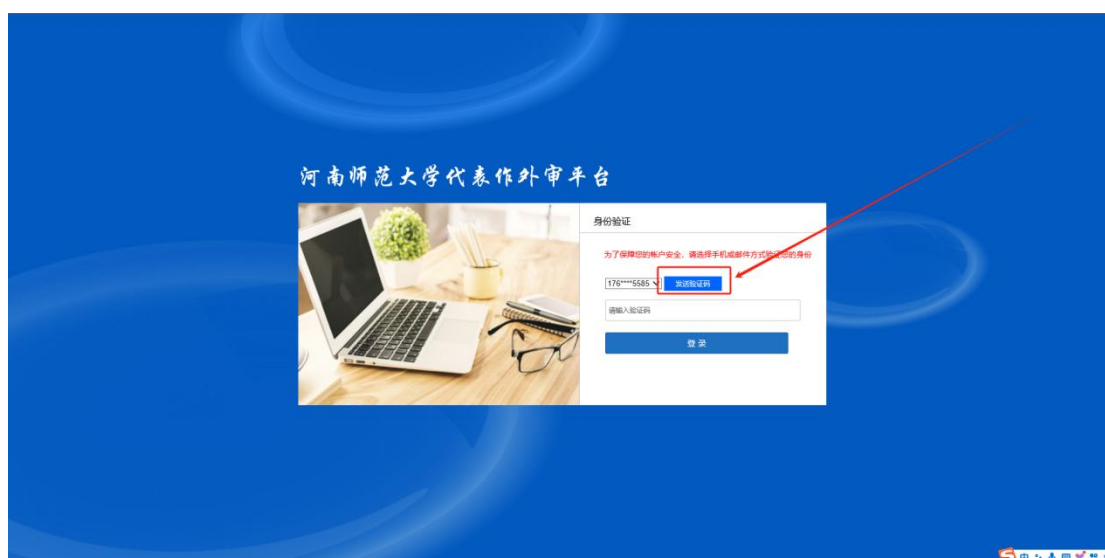 河南师范大学代表作外审平台
身份验证
为了保障您的帐户安全，请选择手机或邮件方式验证您的身份
176****5585 发送验证码
请输入验证码
登录
中